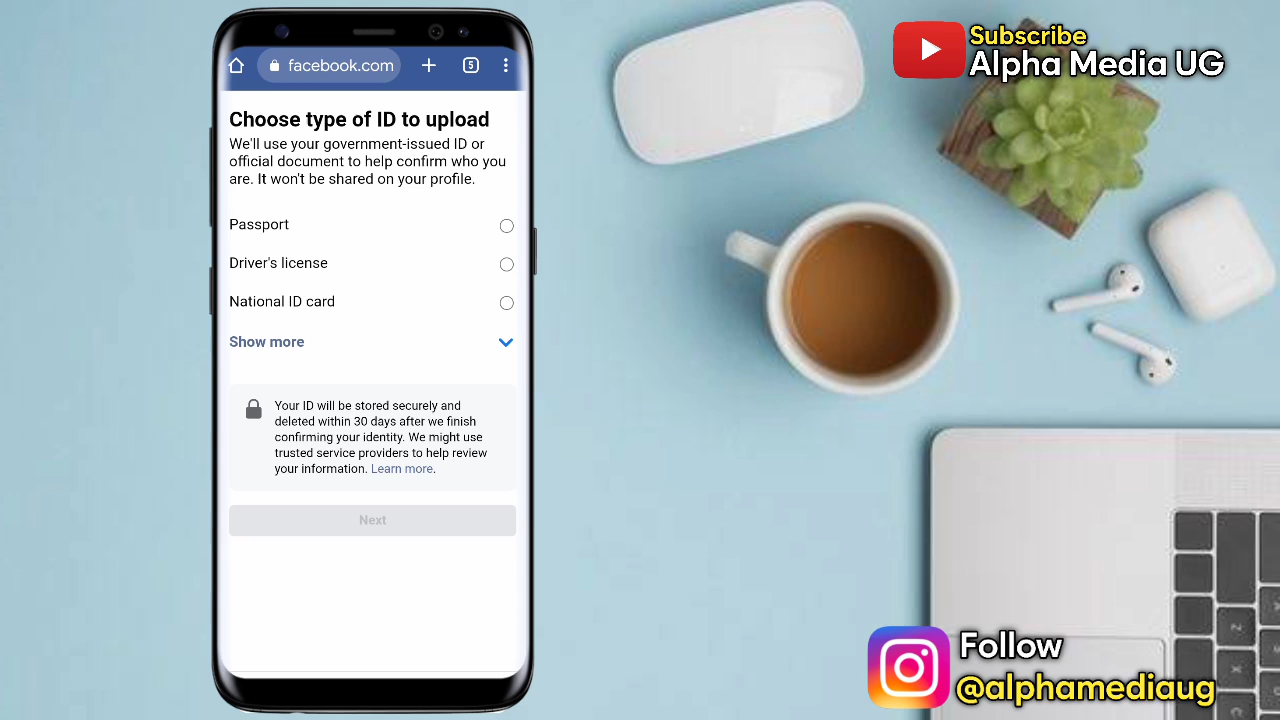 facebook.com
5
Choose type of ID to upload
We'll use your government-issued ID or
official document to help confirm who you
are. It won't be shared on your profile.
Passport
Driver's license
National ID card
Show more
Your ID will be stored securely and
deleted within 30 days after we finish
confirming your identity. We might use
trusted service providers to help review
your information. Learn more.
Next
Subscribe
Alpha Media UG
Follow
@alphamediaug
Z
X